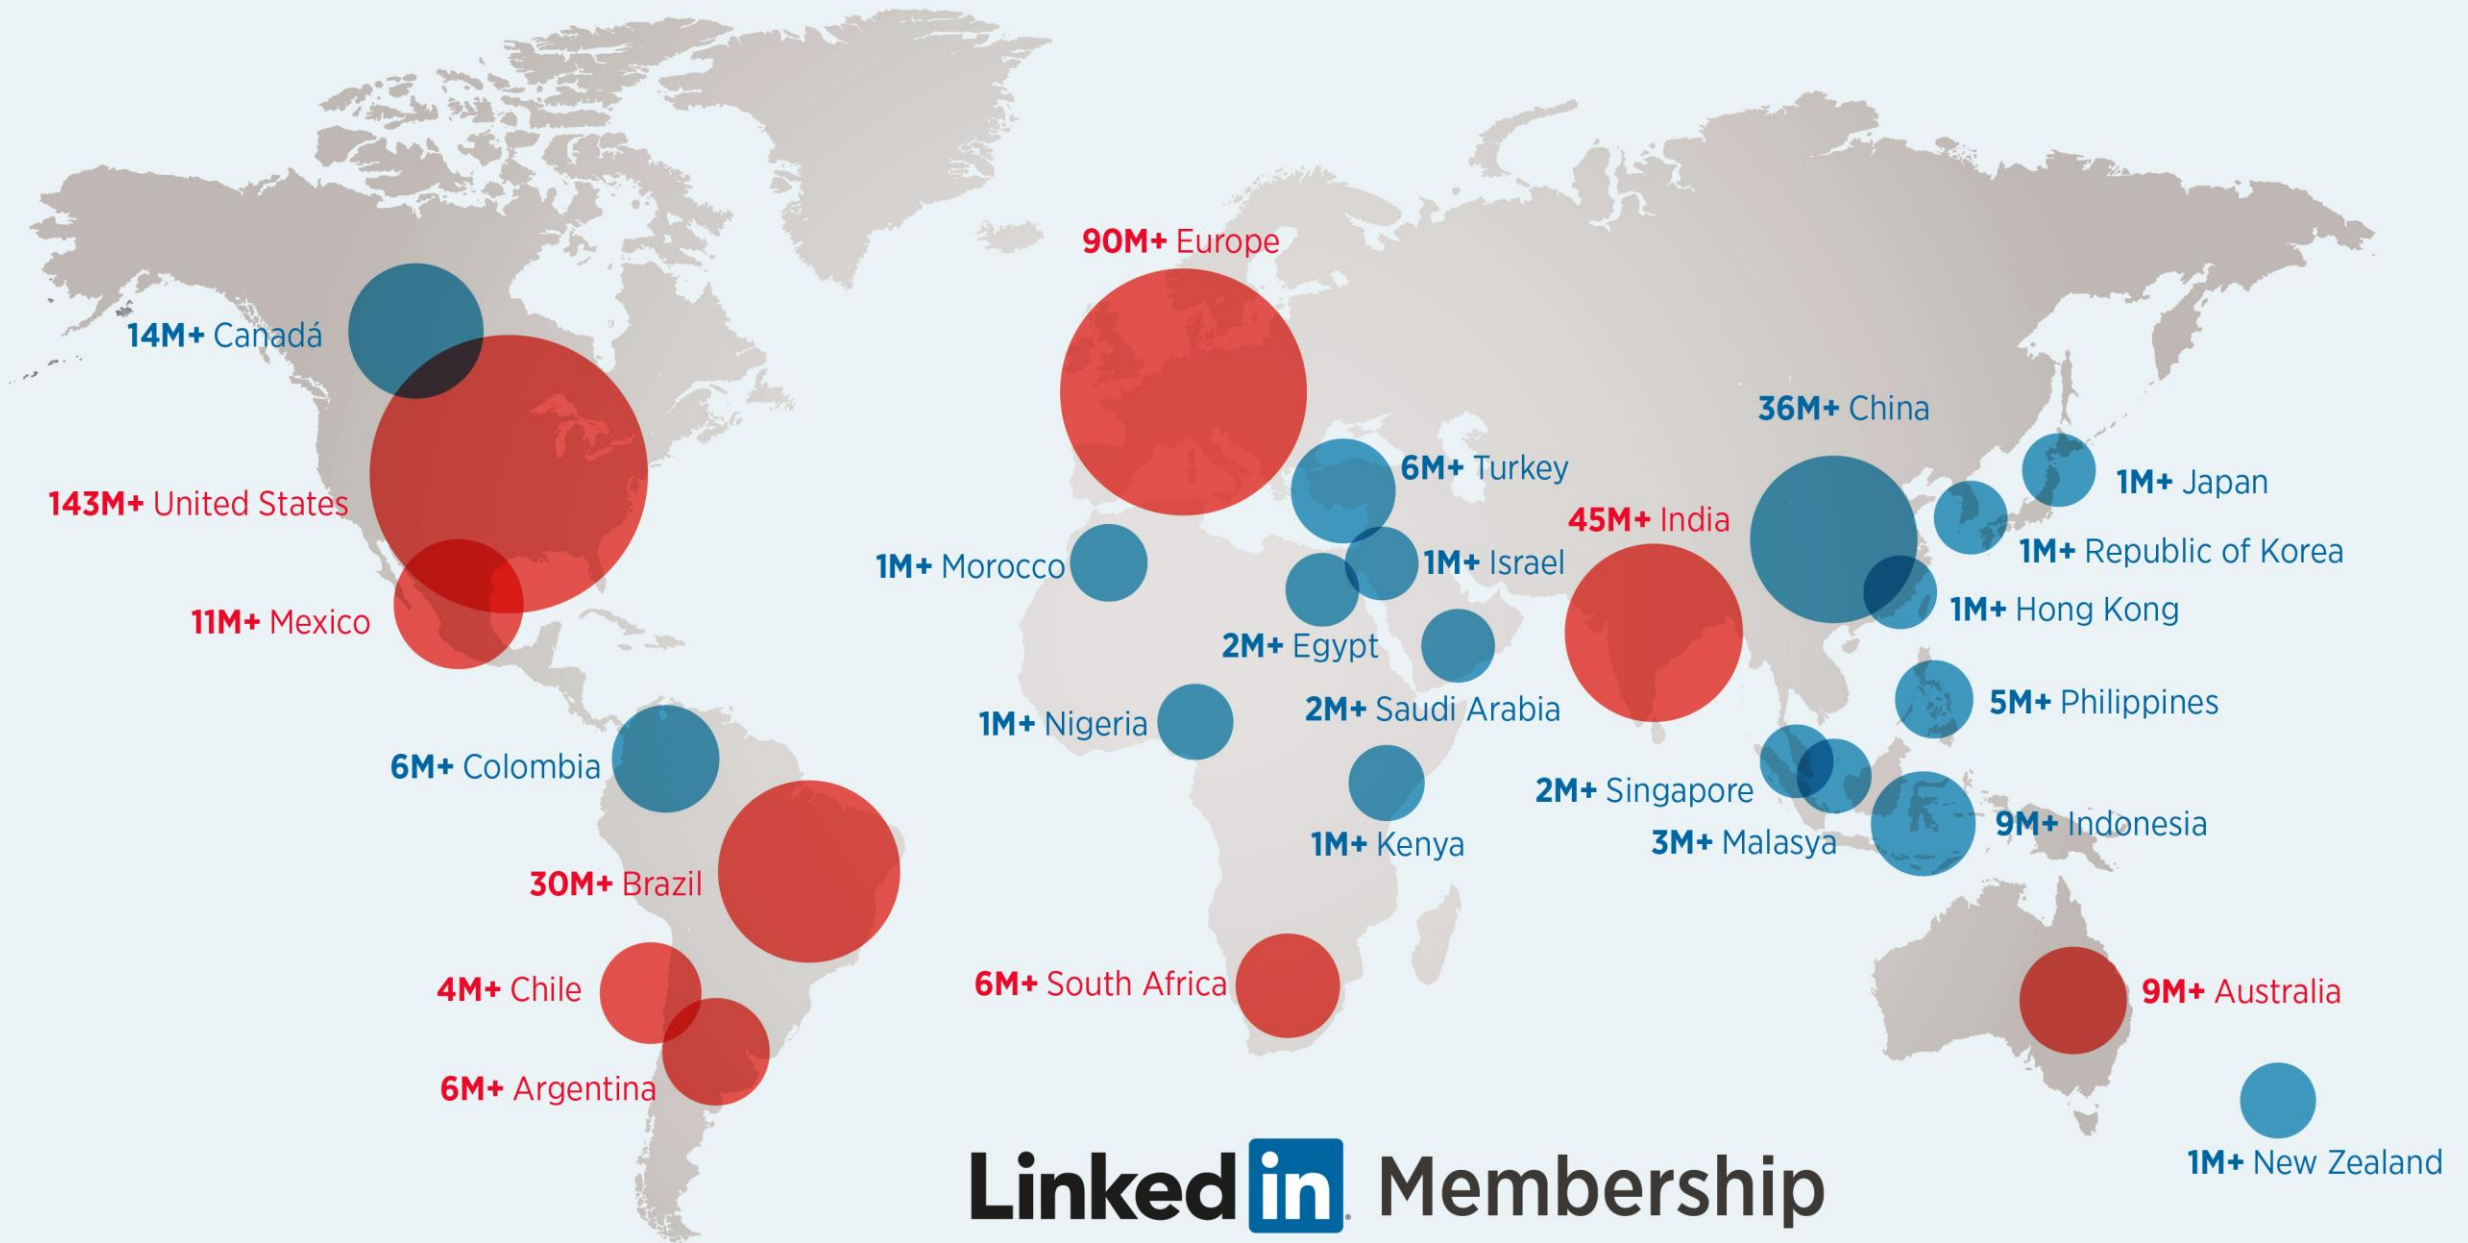 90M+ Europe
14M+ Canadá
36M+ China
6M+ Turkey
1M+ Japan
143M+ United States
45M+ India
1M+ Republic of Korea
1M+ Morocco
1M+ Israel
1M+ Hong Kong
11M+ Mexico
2M+ Egypt
5M+ Philippines
2M+ Saudi Arabia
1M+ Nigeria
6M+ Colombia
2M+ Singapore
9M+ Indonesia
3M+ Malasya
1M+ Kenya
30M+ Brazil
6M+ South Africa
4M+ Chile
9M+ Australia
6M+ Argentina
1M+ New Zealand
Linkedin Membership